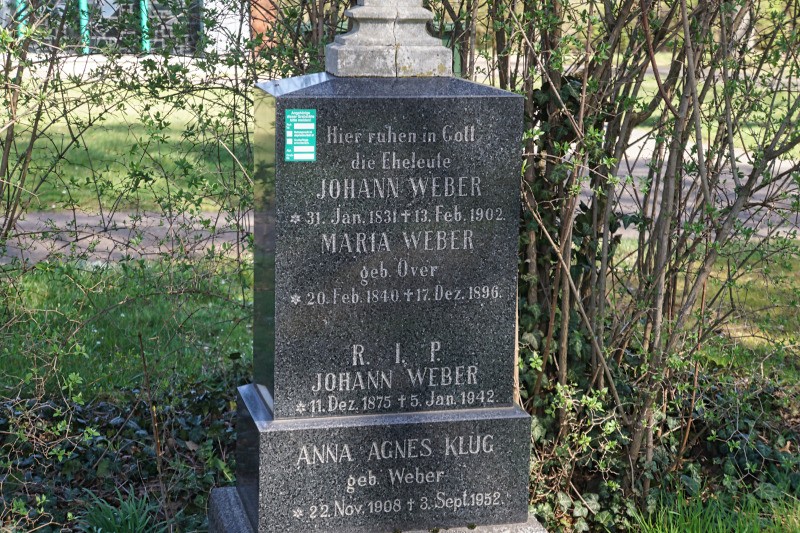 Hier ruhen in Gott
die Eheleute
JOHANN WEBER
* 31. Jan. 1831 † 13. Feb. 1902.
MARIA WEBER
geb. Over
* 20. Feb. 1840 † 17. Dez. 1896.
R. I. P.
JOHANN WEBER
* 11. Dez. 1875 † 5. Jan. 1942.
ANNA AGNES KLUG
geb. Weber
* 22. Nov. 1908 † 3. Sept. 1952.